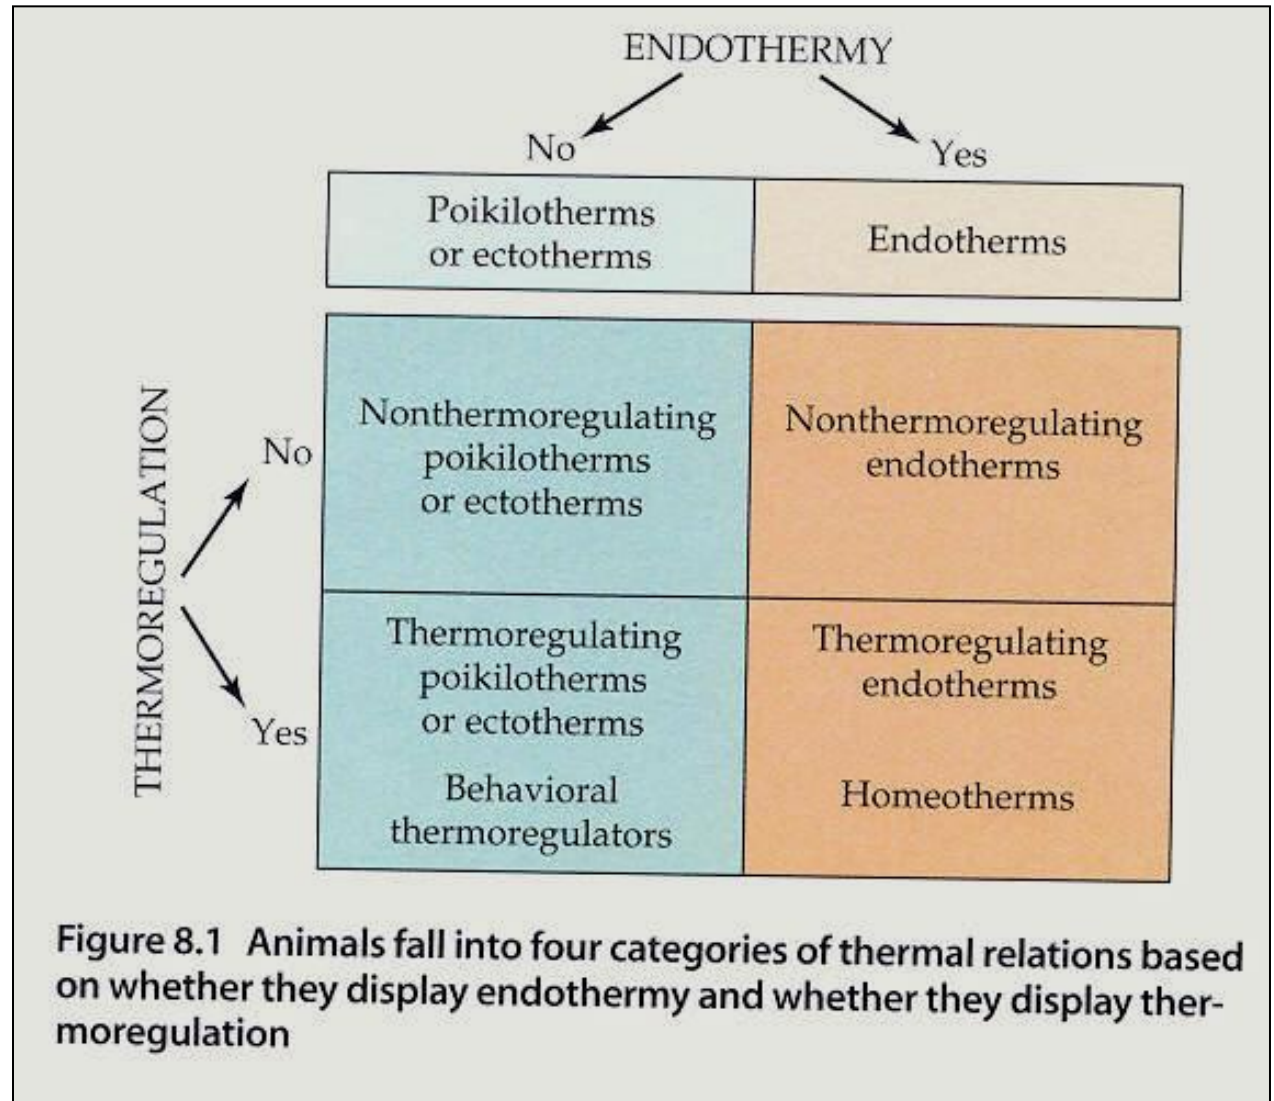 ENDOTHERMY
No
Yes
Poikilotherms
or ectotherms
Endotherms
THERMOREGULATION
No
Nonthermoregulating
poikilotherms
or ectotherms
Nonthermoregulating
endotherms
Yes
Thermoregulating
poikilotherms
or ectotherms
Behavioral
thermoregulators
Thermoregulating
endotherms
Homeotherms
Figure 8.1 Animals fall into four categories of thermal relations based
on whether they display endothermy and whether they display ther-
moregulation